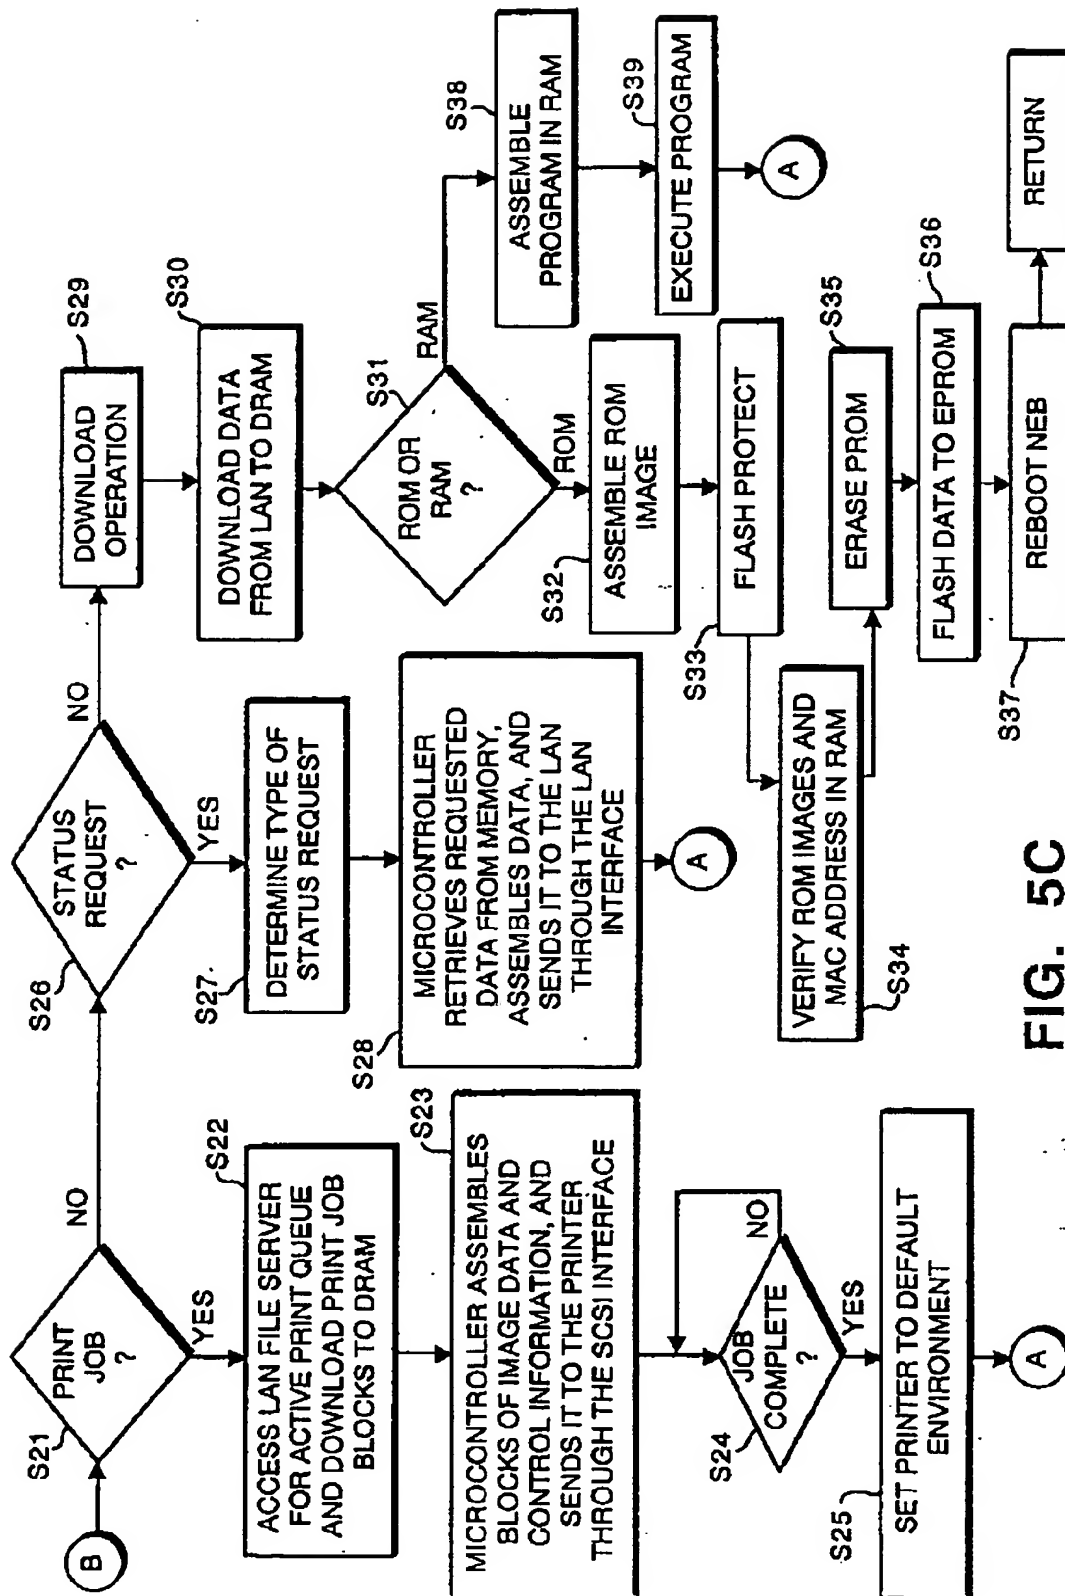 B
S21
PRINT
JOB
?
NO
YES
S22
ACCESS LAN FILE SERVER
FOR ACTIVE PRINT QUEUE
AND DOWNLOAD PRINT JOB
BLOCKS TO DRAM
S23
MICROCONTROLLER ASSEMBLES
BLOCKS OF IMAGE DATA AND
CONTROL INFORMATION, AND
SENDS IT TO THE PRINTER
THROUGH THE SCSI INTERFACE
S24
JOB
COMPLETE
?
NO
YES
S25
SET PRINTER TO DEFAULT
ENVIRONMENT
A
S26
STATUS
REQUEST
?
NO
YES
S27
DETERMINE TYPE OF
STATUS REQUEST
S28
MICROCONTROLLER
RETRIEVES REQUESTED
DATA FROM MEMORY,
ASSEMBLES DATA, AND
SENDS IT TO THE LAN
THROUGH THE LAN
INTERFACE
A
S29
DOWNLOAD
OPERATION
S30
DOWNLOAD DATA
FROM LAN TO DRAM
S31
ROM OR
RAM
?
RAM
ROM
S32
ASSEMBLE ROM
IMAGE
S33
FLASH PROTECT
S34
VERIFY ROM IMAGES AND
MAC ADDRESS IN RAM
S35
ERASE PROM
S36
FLASH DATA TO EPROM
S37
REBOOT NEB
RETURN
S38
ASSEMBLE
PROGRAM IN RAM
S39
EXECUTE PROGRAM
A
FIG. 5C